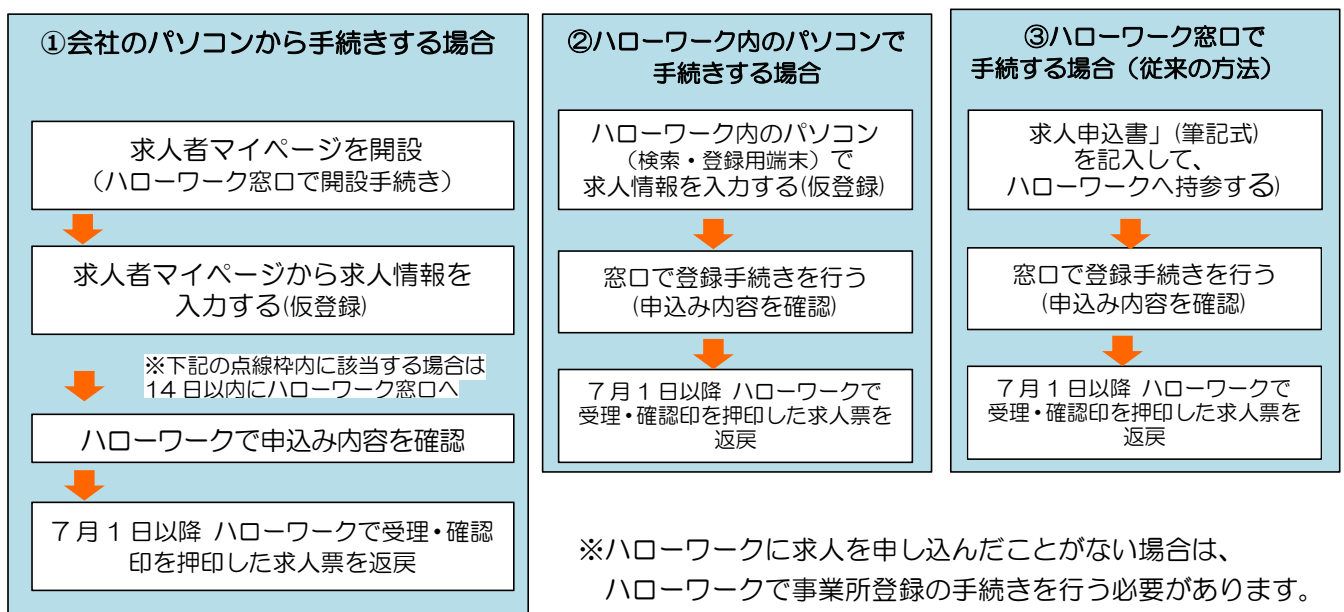 ①会社のパソコンから手続きする場合
求人者マイページを開設
（ハローワーク窓口で開設手続き）
求人者マイページから求人情報を
入力する(仮登録)
※下記の点線枠内に該当する場合は
14日以内にハローワーク窓口へ
ハローワークで申込み内容を確認
７月１日以降 ハローワークで受理・確認
印を押印した求人票を返戻
②ハローワーク内のパソコンで
手続きする場合
ハローワーク内のパソコン
（検索・登録用端末）で
求人情報を入力する(仮登録)
窓口で登録手続きを行う
(申込み内容を確認)
７月１日以降 ハローワークで
受理・確認印を押印した求人票を
返戻
③ハローワーク窓口で
手続する場合（従来の方法）
求人申込書」(筆記式)
を記入して、
ハローワークへ持参する)
窓口で登録手続きを行う
(申込み内容を確認)
７月１日以降 ハローワークで
受理・確認印を押印した求人票を
返戻
※ハローワークに求人を申し込んだことがない場合は、
ハローワークで事業所登録の手続きを行う必要があります。